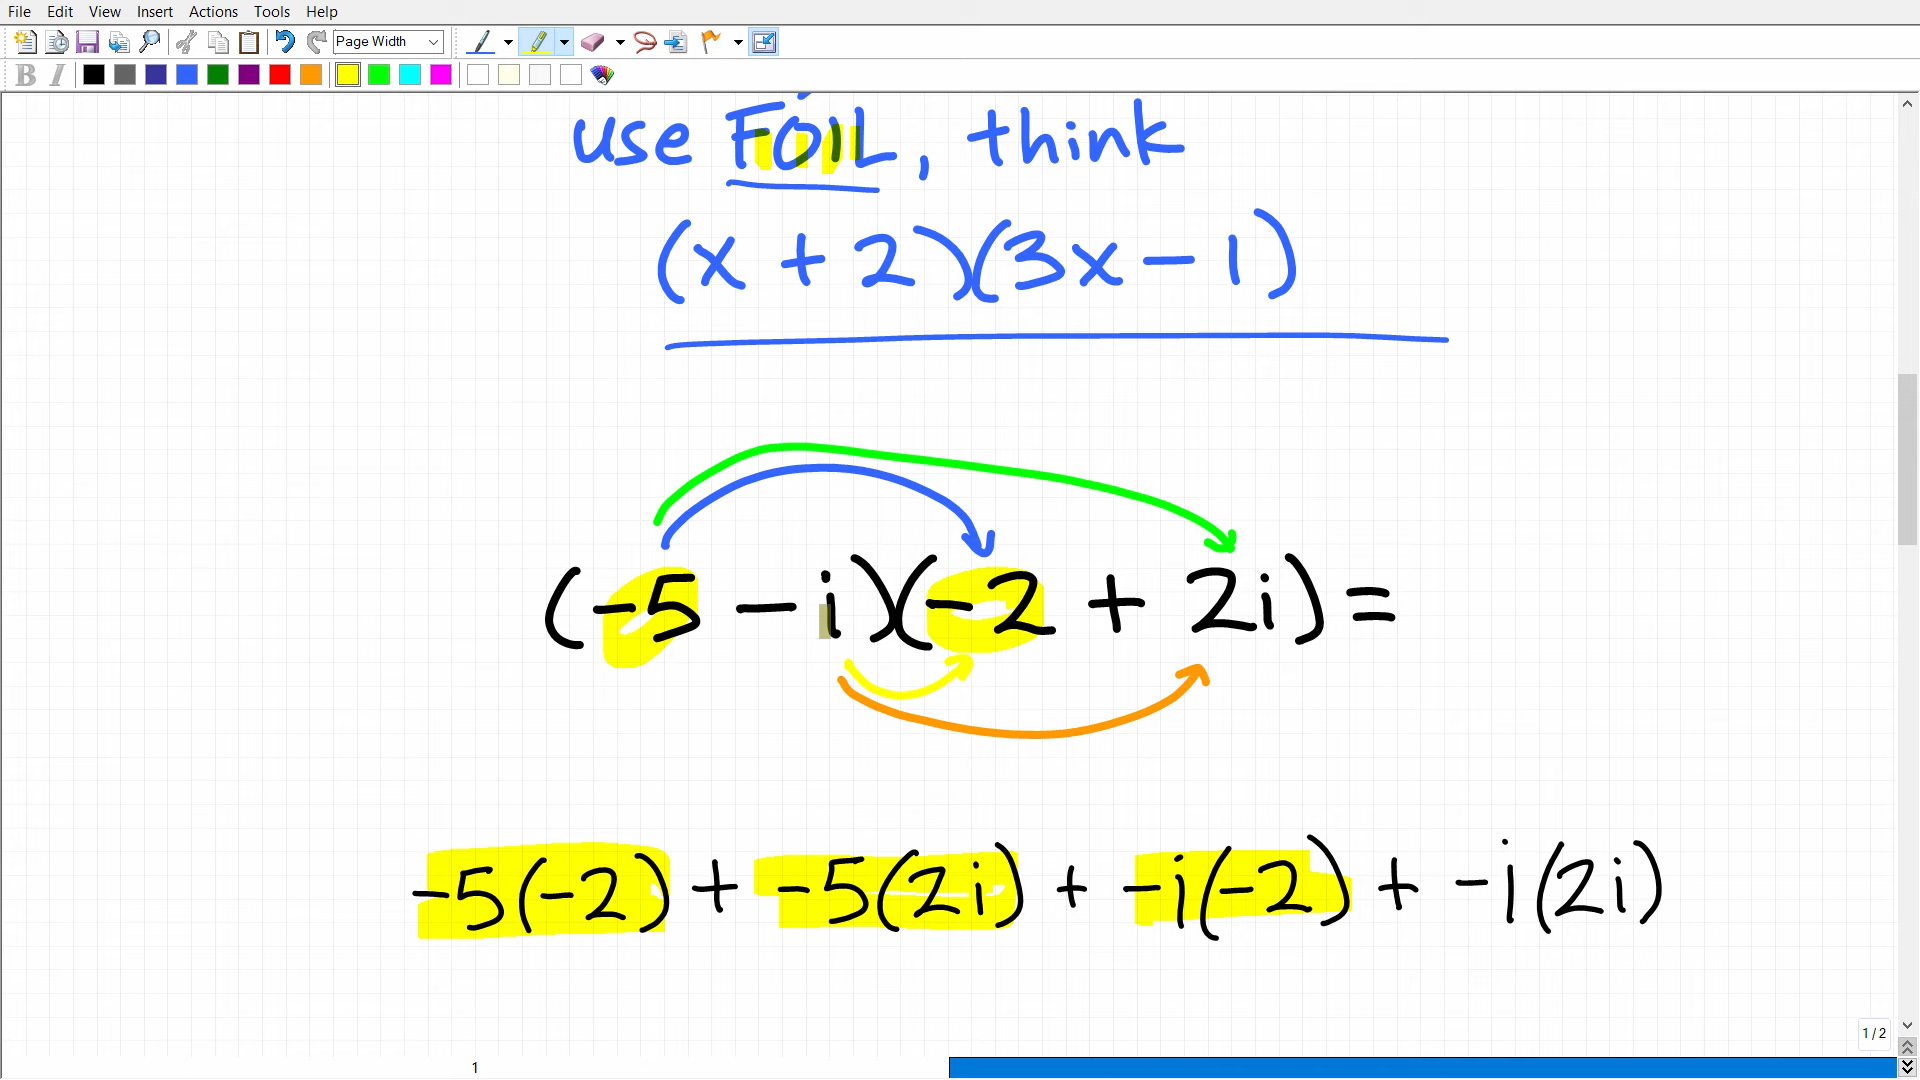 File Edit View Insert Actions Tools Help
Page Width
B I
use FOIL, think
(x + 2)(3x - 1)
(-5 - i)(-2 + 2i) =
-5(-2) + -5(2i) + -i(-2) + -i(2i)
1 / 2
1